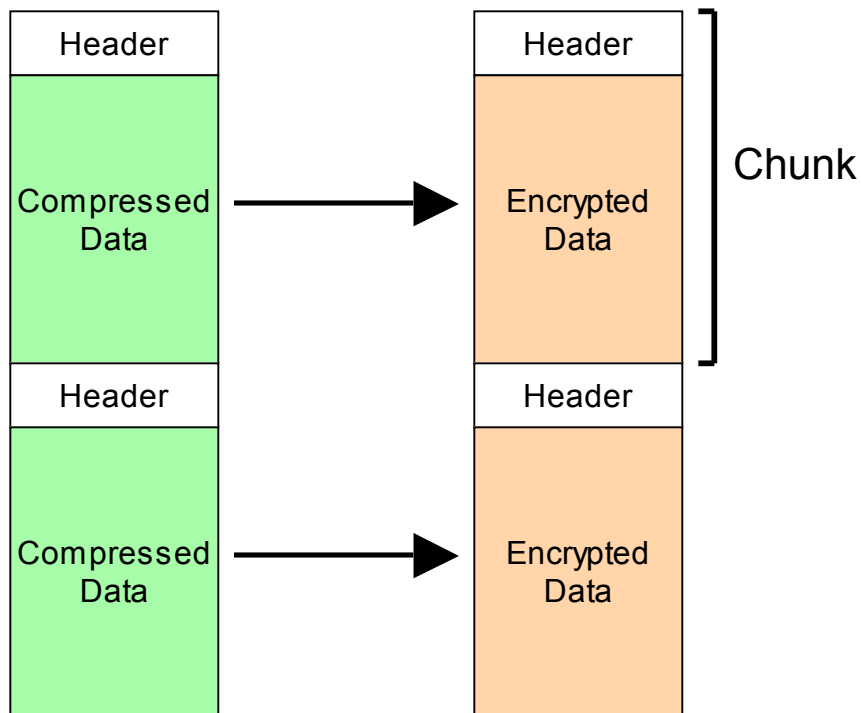 Header
Header
Compressed
Data
Encrypted
Data
Chunk
Header
Header
Compressed
Data
Encrypted
Data